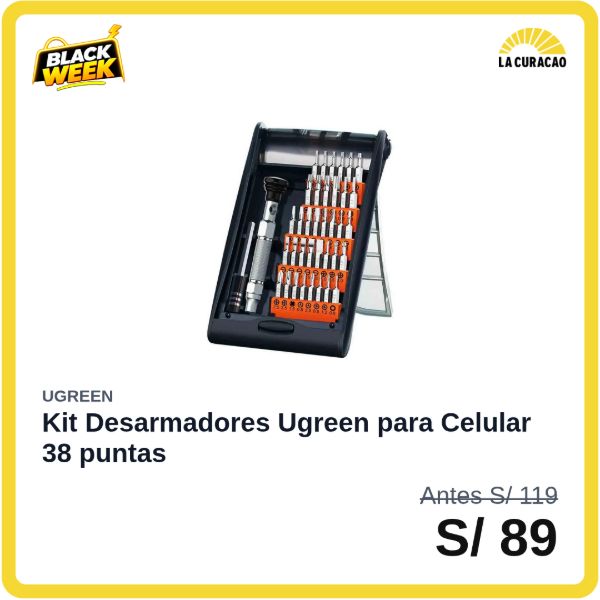 BLACK
WEEK
LA CURACAO
UGREEN
Kit Desarmadores Ugreen para Celular
38 puntas
Antes S/ 119
S/ 89